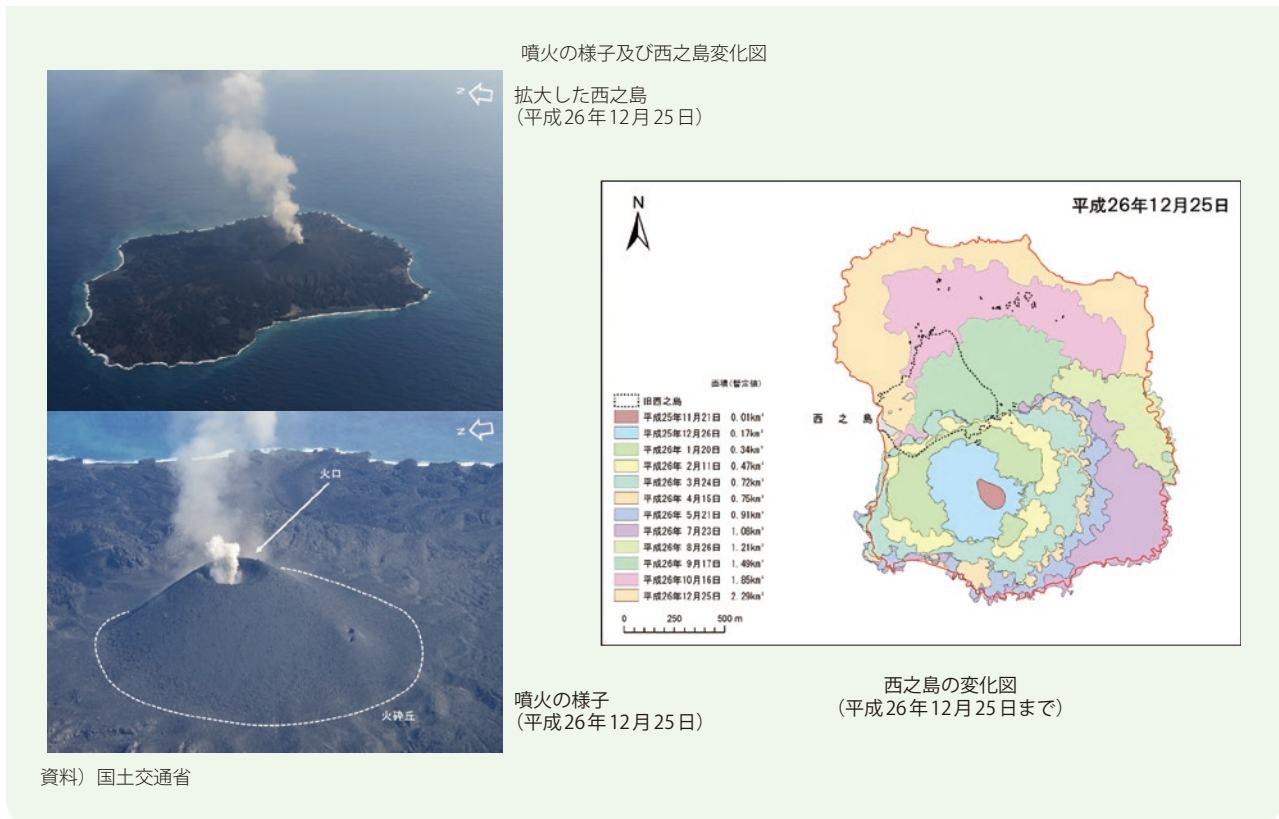 噴火の様子及び西之島変化図
N
拡大した西之島
（平成26年12月25日）
N
平成26年12月25日
面積(暫定値)
旧西之島
平成25年11月21日 0.01km²
平成25年12月26日 0.17km²
平成26年 1月20日 0.34km²
平成26年 2月11日 0.47km²
平成26年 3月24日 0.72km²
平成26年 4月15日 0.75km²
平成26年 5月21日 0.91km²
平成26年 7月23日 1.08km²
平成26年 8月26日 1.21km²
平成26年 9月17日 1.49km²
平成26年10月16日 1.85km²
平成26年12月25日 2.29km²
0 250 500 m
西之島
N
火口
火砕丘
噴火の様子
（平成26年12月25日）
西之島の変化図
（平成26年12月25日まで）
資料）国土交通省